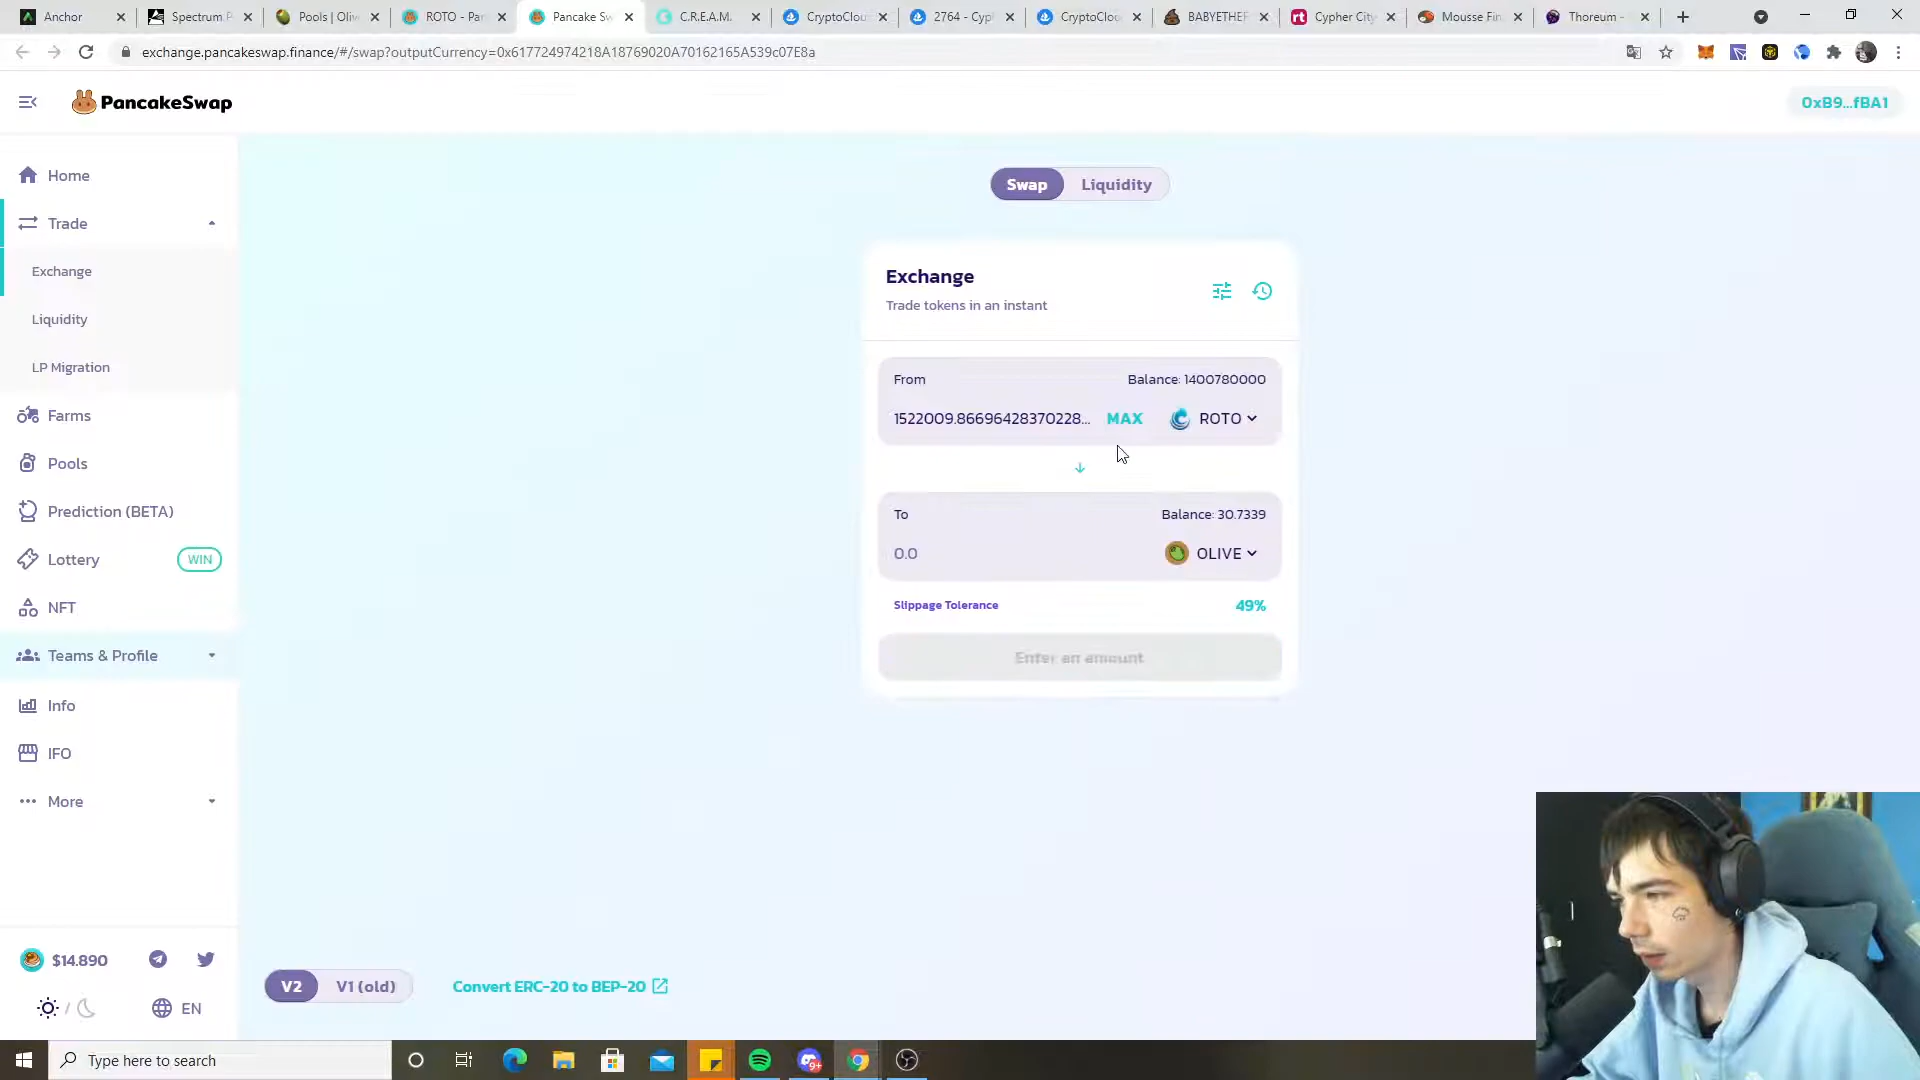 Anchor
Spectrum P
Pools | Oliv
ROTO - Pan
Pancake Sw
C.R.E.A.M.
CryptoClou
2764 - Cyp
CryptoClou
BABYETHER
Cypher City
Mousse Fin
Thoreum -
exchange.pancakeswap.finance/#/swap?outputCurrency=0x617724974218A18769020A70162165A539c07E8a
PancakeSwap
0xB9...fBA1
Home
Trade
Exchange
Liquidity
LP Migration
Farms
Pools
Prediction (BETA)
Lottery
WIN
NFT
Teams & Profile
Info
IFO
More
$14.890
EN
Swap
Liquidity
Exchange
Trade tokens in an instant
From
Balance: 1400780000
1522009.86696428370228...
MAX
ROTO
To
Balance: 30.7339
0.0
OLIVE
Slippage Tolerance
49%
Enter an amount
V2
V1 (old)
Convert ERC-20 to BEP-20
Type here to search
9+